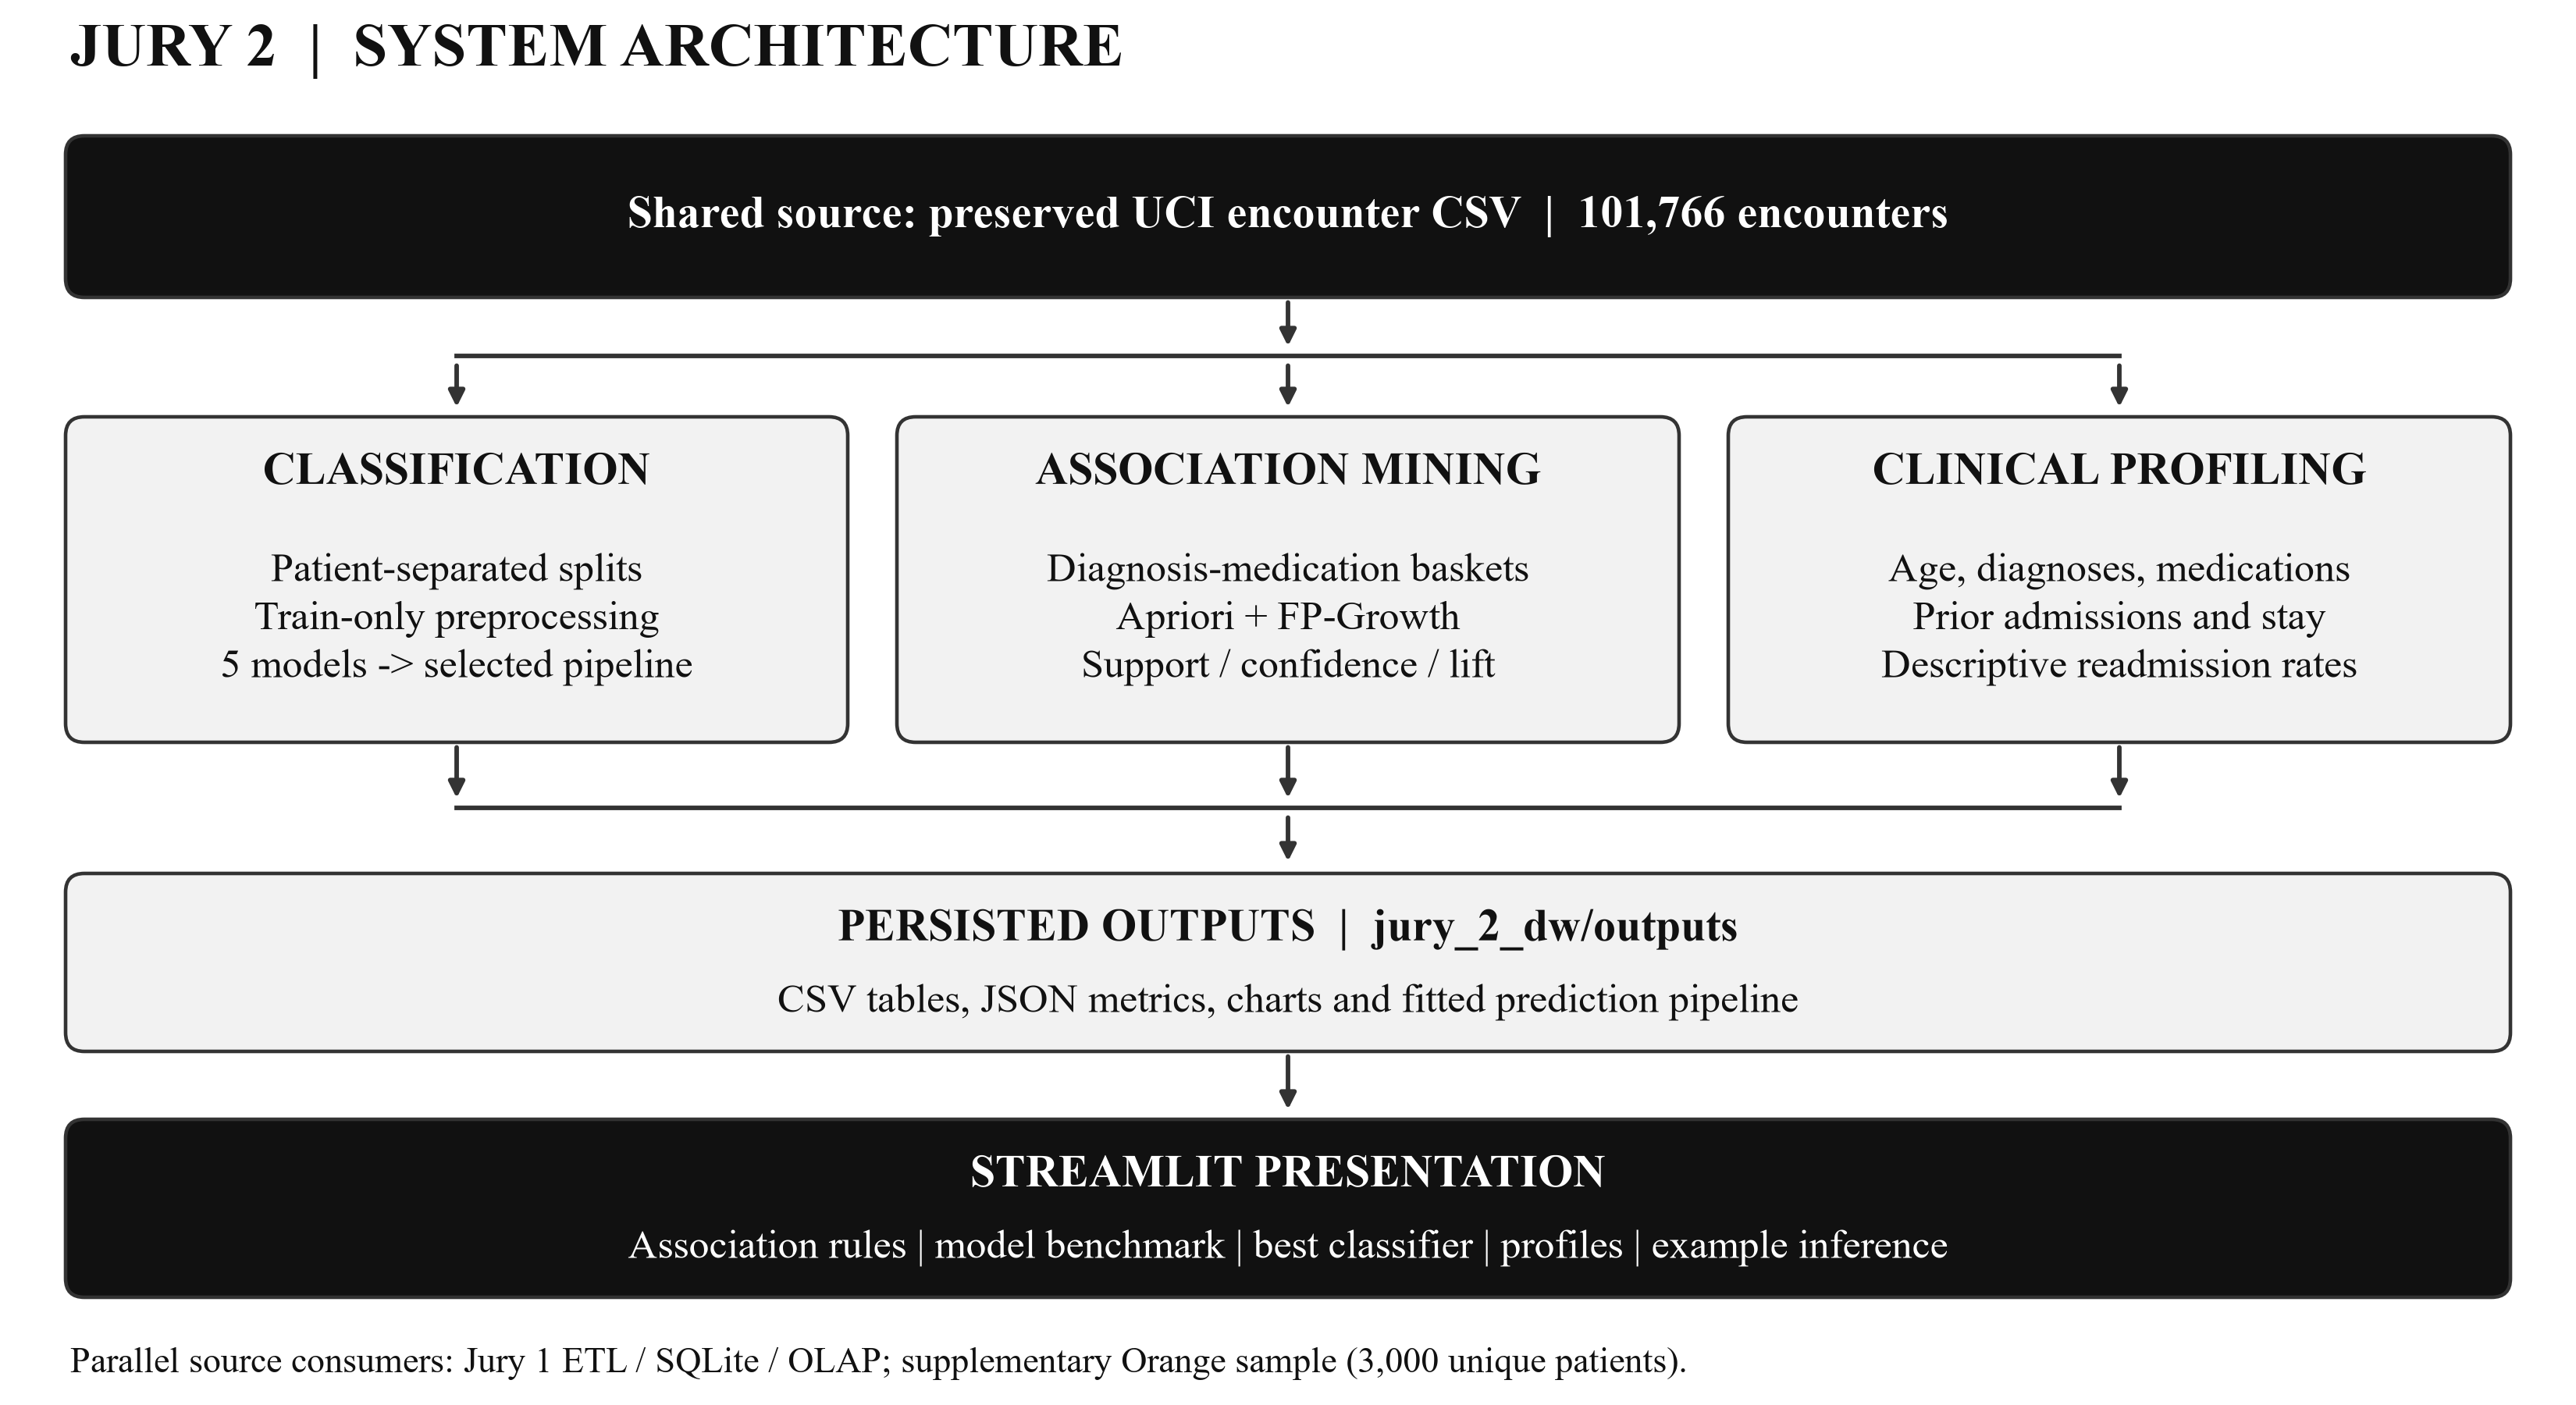 JURY 2 | SYSTEM ARCHITECTURE
Shared source: preserved UCI encounter CSV | 101,766 encounters
CLASSIFICATION
Patient-separated splits
Train-only preprocessing
5 models -> selected pipeline
ASSOCIATION MINING
Diagnosis-medication baskets
Apriori + FP-Growth
Support / confidence / lift
CLINICAL PROFILING
Age, diagnoses, medications
Prior admissions and stay
Descriptive readmission rates
PERSISTED OUTPUTS | jury_2_dw/outputs
CSV tables, JSON metrics, charts and fitted prediction pipeline
STREAMLIT PRESENTATION
Association rules | model benchmark | best classifier | profiles | example inference
Parallel source consumers: Jury 1 ETL / SQLite / OLAP; supplementary Orange sample (3,000 unique patients).